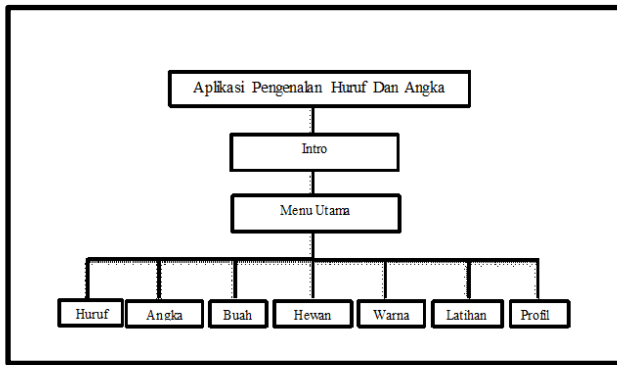 Aplikasi Pengenalan Huruf Dan Angka
Intro
Menu Utama
Huruf
Angka
Buah
Hewan
Warna
Latihan
Profil